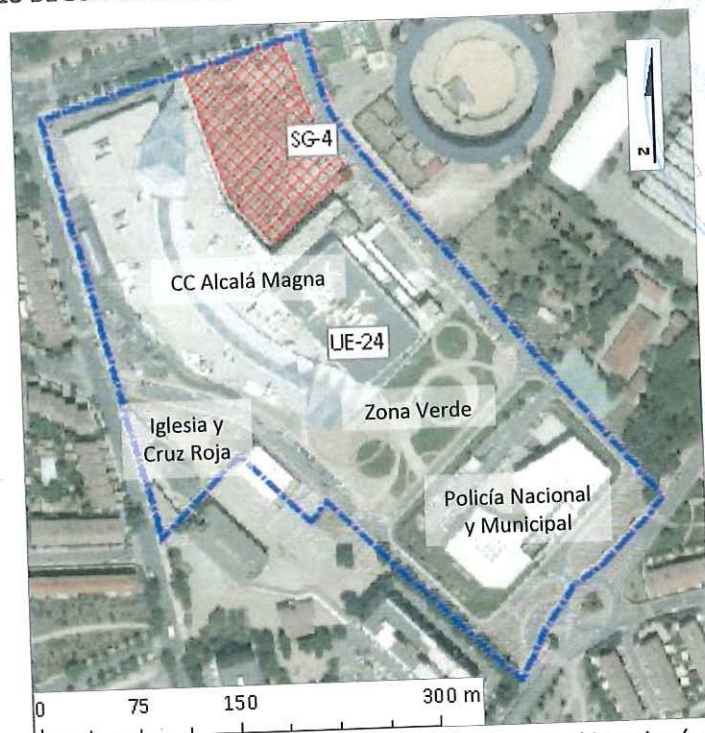 SG-4
CC Alcalá Magna
UE-24
Zona Verde
Iglesia y
Cruz Roja
Policía Nacional
y Municipal
N
0 75 150 300 m